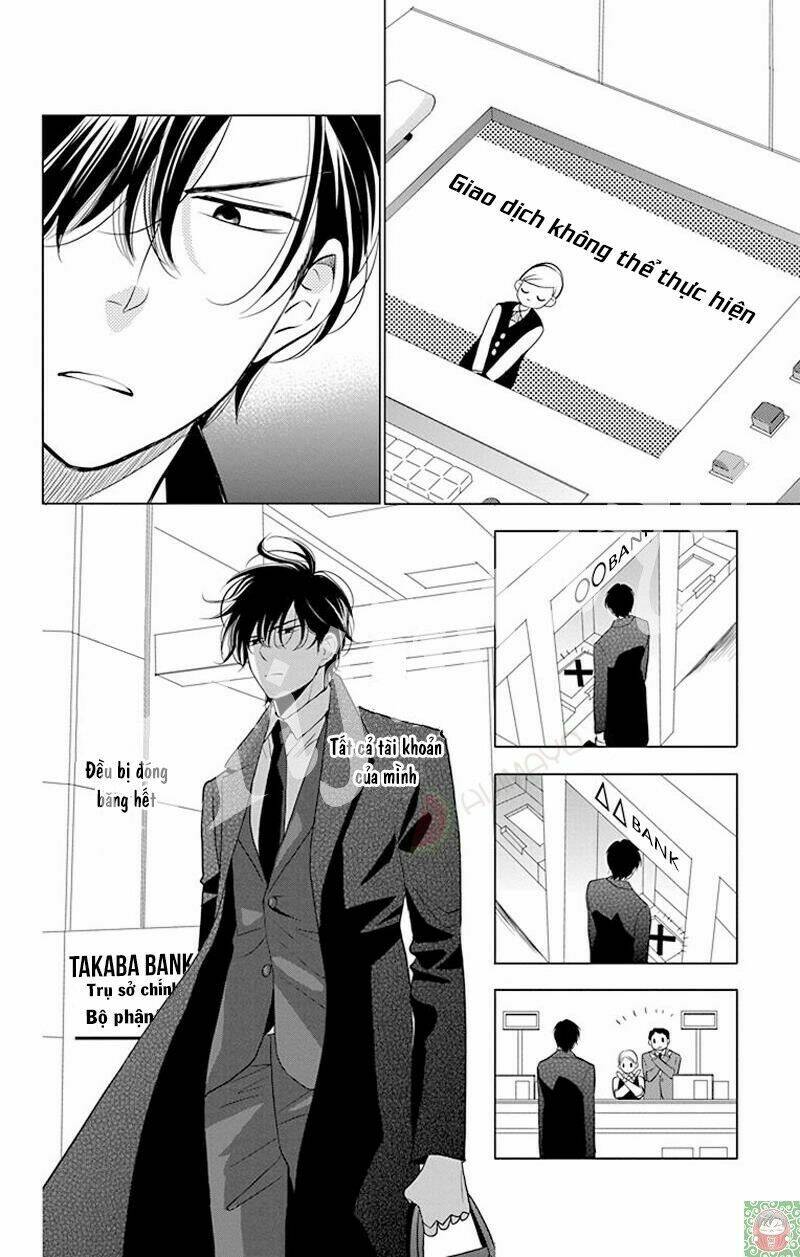 Giao dịch không thể thực hiện
○○BANK
△△BANK
Tất cả tài khoản
của mình
Đều bị đóng
băng hết
TAKABA BANK
Trụ sở chính
Bộ phận